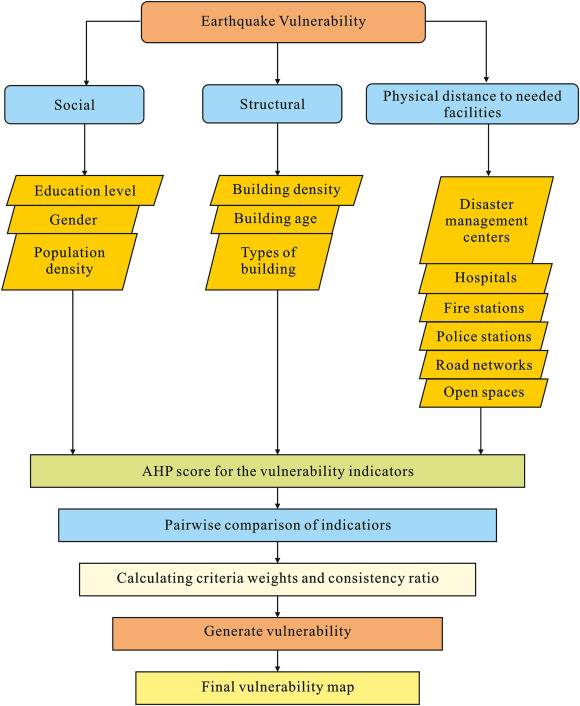 Earthquake Vulnerability
Social
Structural
Physical distance to needed
facilities
Education level
Gender
Population
density
Building density
Building age
Types of
building
Disaster
management
centers
Hospitals
Fire stations
Police stations
Road networks
Open spaces
AHP score for the vulnerability indicators
Pairwise comparison of indicatiors
Calculating criteria weights and consistency ratio
Generate vulnerability
Final vulnerability map